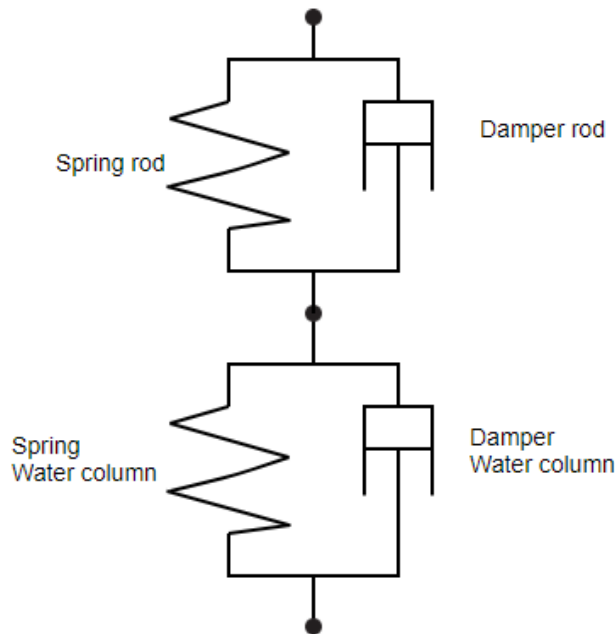 Damper rod
Spring rod
Spring
Water column
Damper
Water column